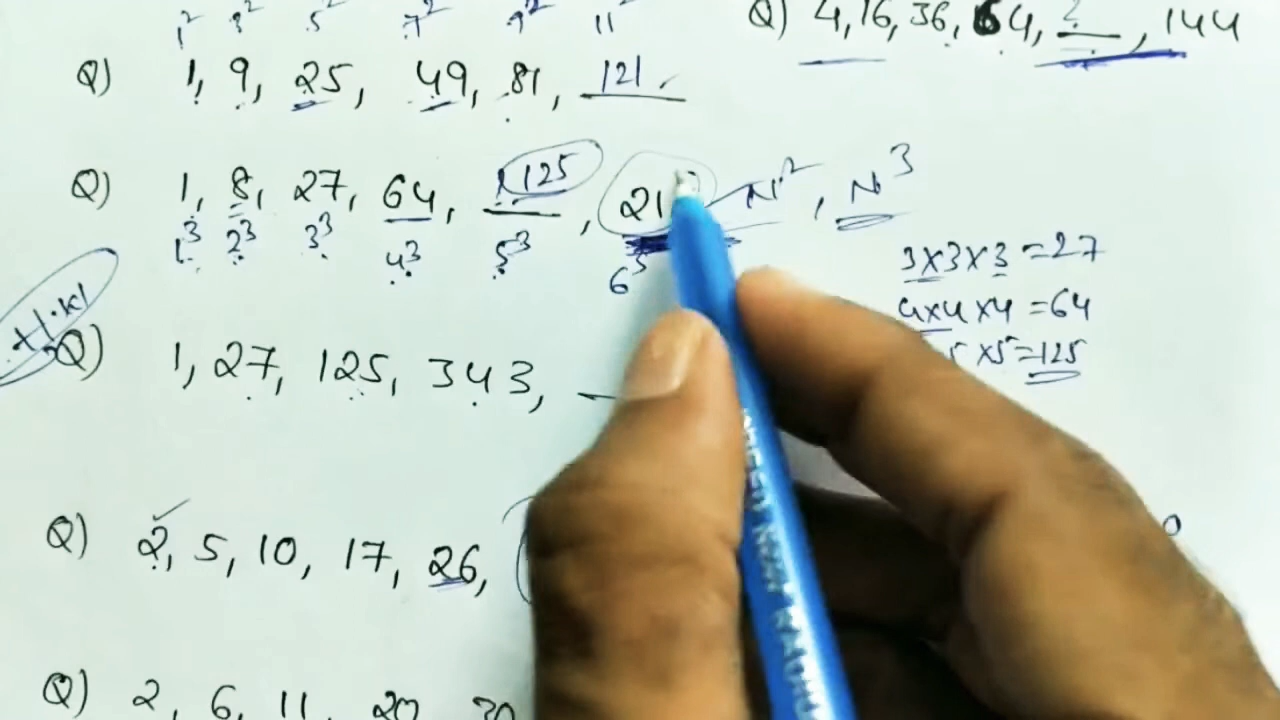 1² 3² 5² 7² 9² 11²
Q) 4, 16, 36, 64, ?, 144
Q) 1, 9, 25, 49, 81, 121
Q) 1, 8, 27, 64, 125, 21 N², N³
1³ 2³ 3³ 4³ 5³ 6³
3x3x3=27
4x4x4=64
5x5=125
Q) 1, 27, 125, 343,
Q) 2, 5, 10, 17, 26,
Q) 2, 6, 11, 20, 30